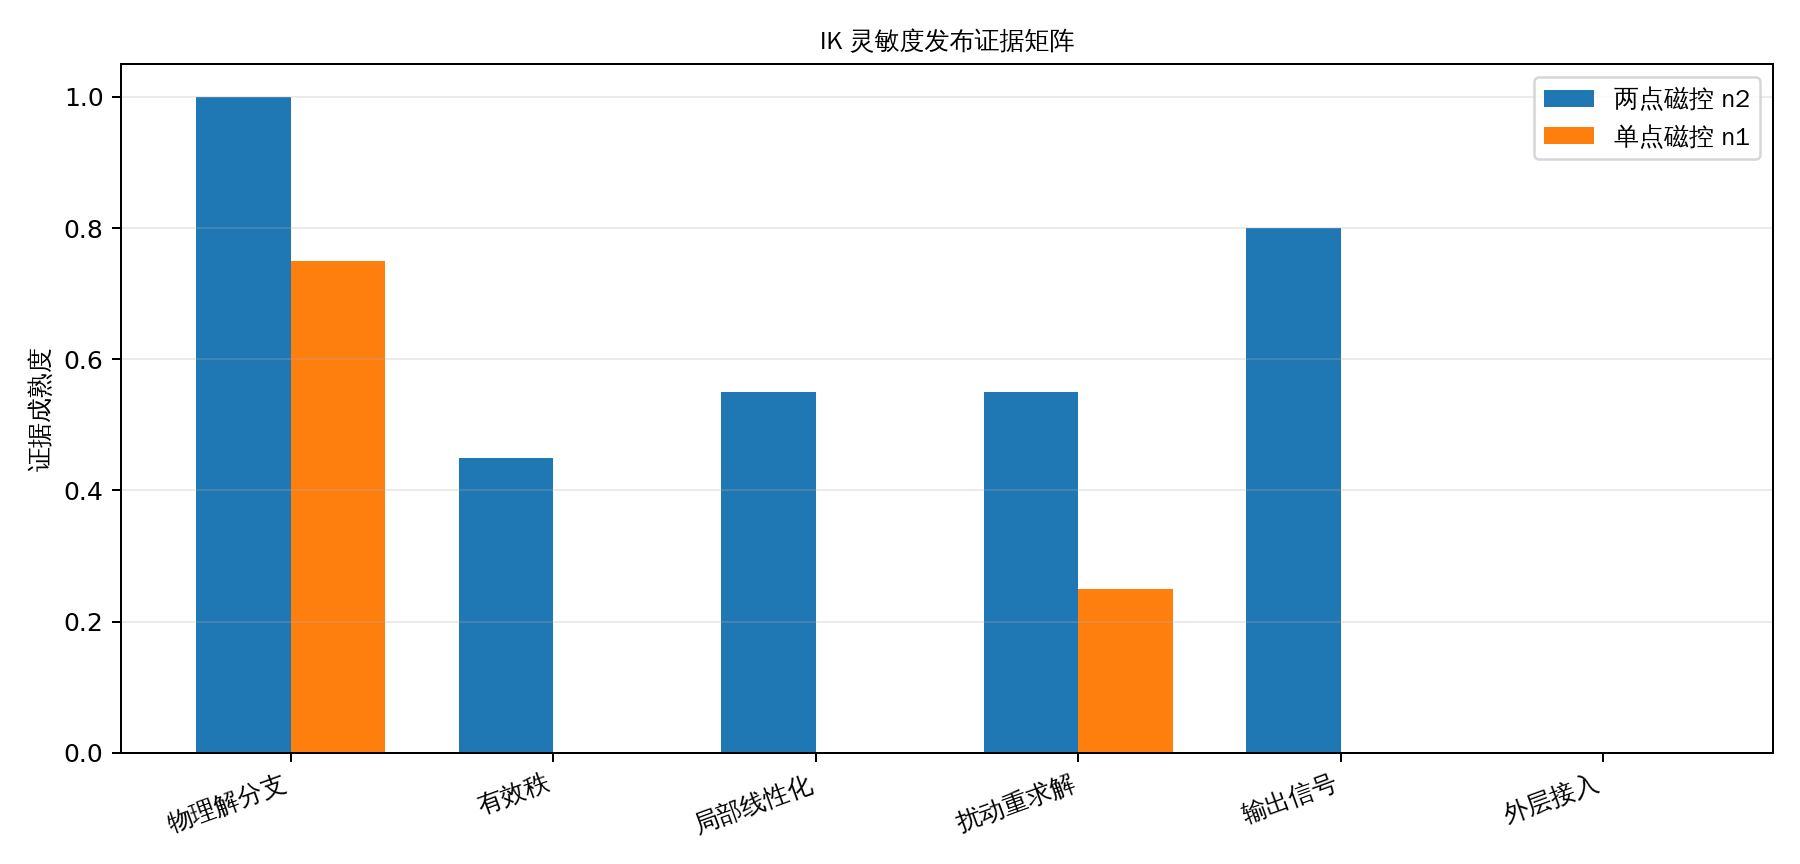 IK 灵敏度发布证据矩阵
两点磁控 n2
单点磁控 n1
证据成熟度
1.0
0.8
0.6
0.4
0.2
0.0
物理解分支
有效秩
局部线性化
扰动重求解
输出信号
外层接入